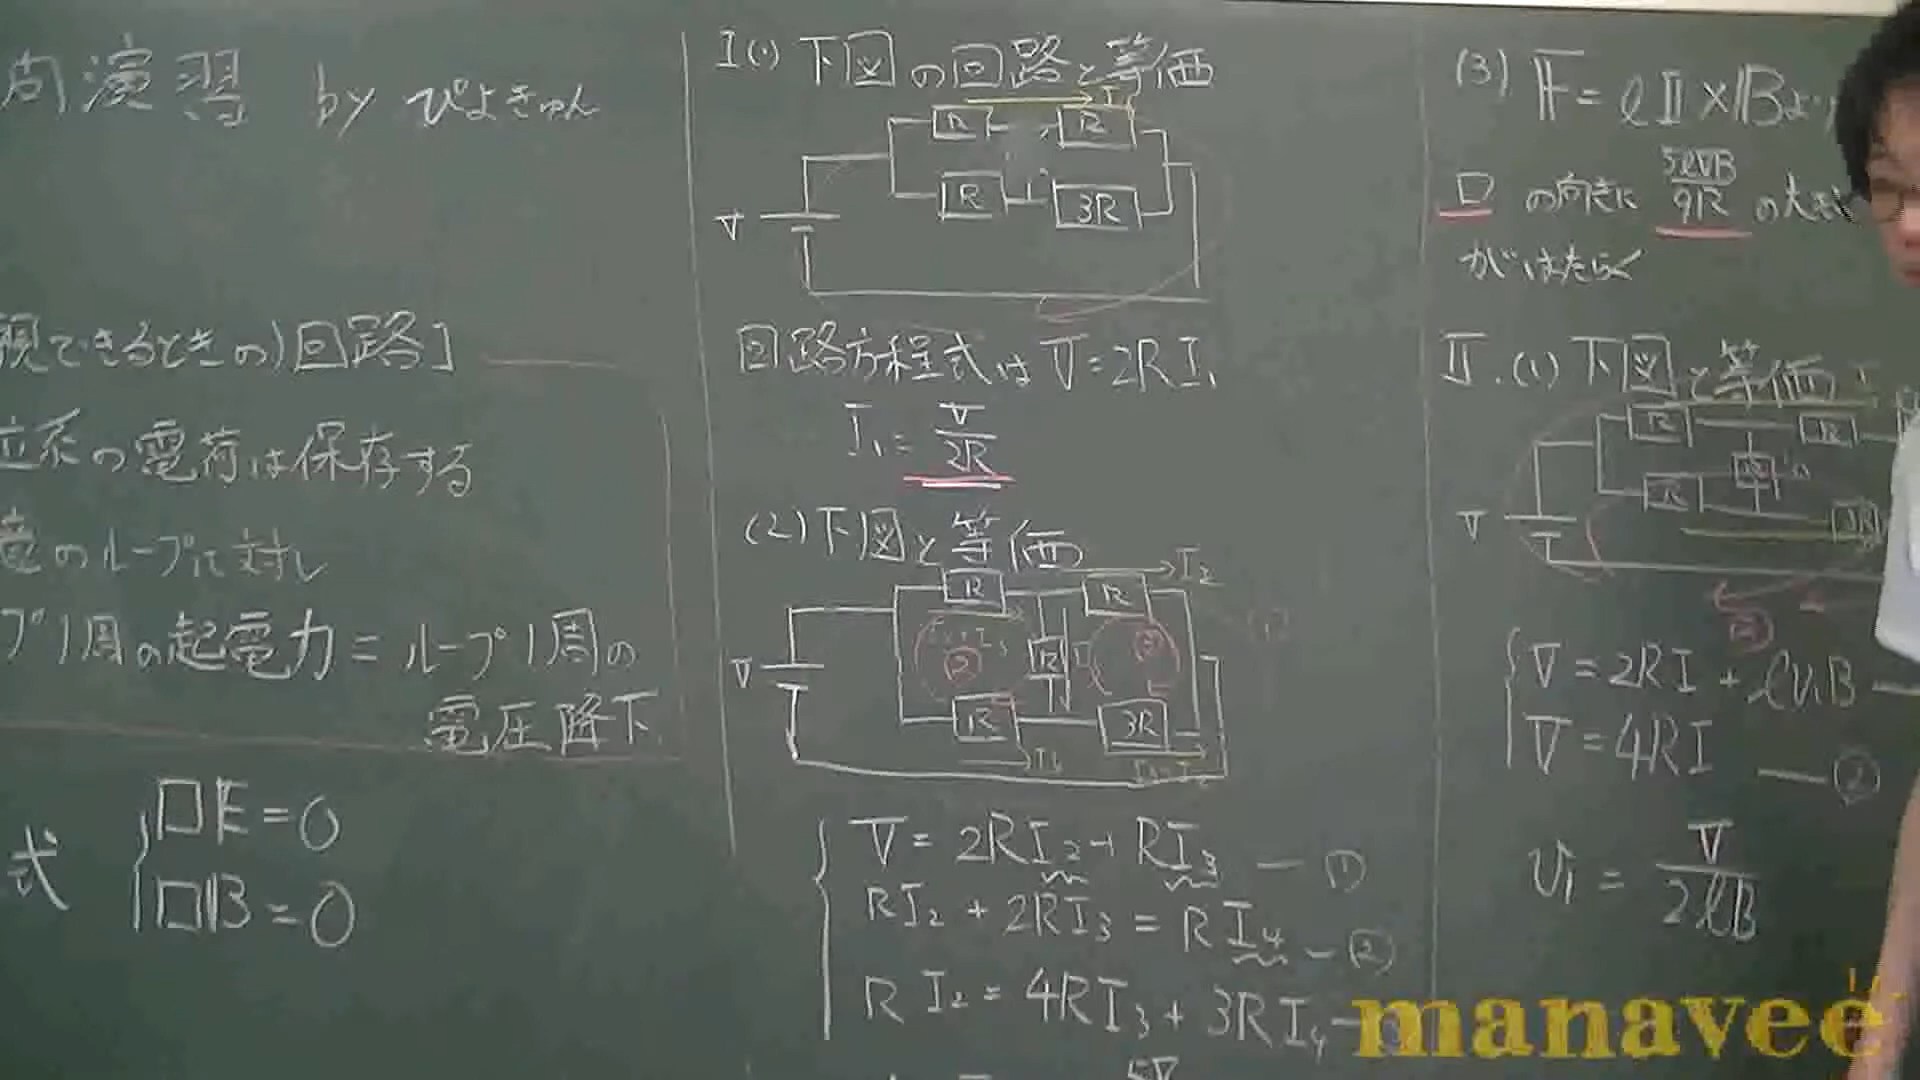 演習 by ぴよきゅん
視できるときの)回路]
立系の電荷は保存する
意のループに対し
プ1周の起電力=ループ1周の
電圧降下
式 {□E=0
□B=0
I(1) 下図の回路と等価
I1
R R
R 3R
V
回路方程式は V=2RI1
I1=V/2R
(2)下図と等価
I2
R R
R
V
R 3R
V=2RI2+RI3 ―①
RI2+2RI3=RI4 ―②
RI2=4RI3+3RI4
5V
(3) F=lI×Bより
の向きに 5lVB/9R の大き
がはたらく
II.(1)下図と等価
R R
R 3R
V
②
{V=2RI+lv1B
V=4RI ―②
v1=V/2lB
manavee